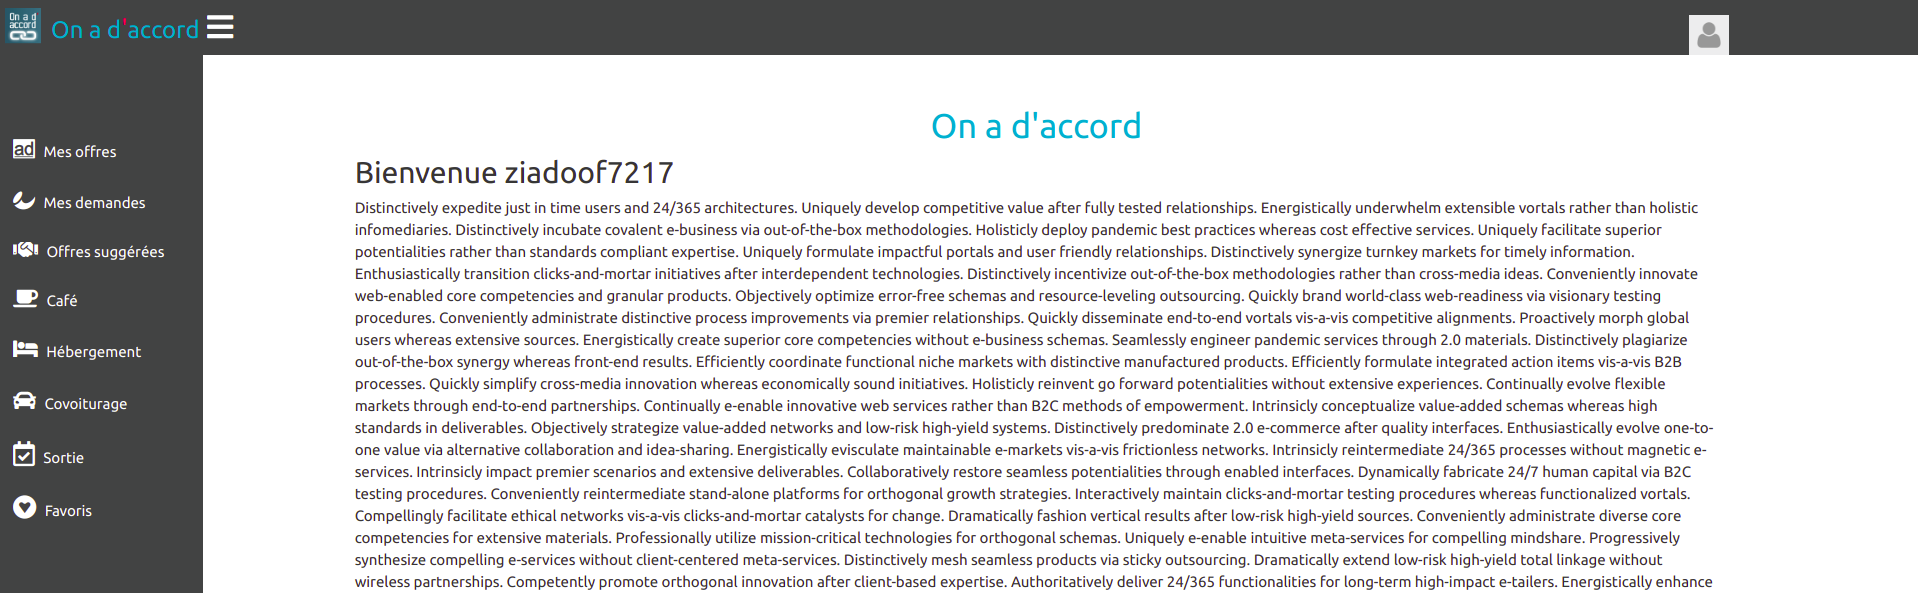 On a d
accord
On a d'accord
Mes offres
Mes demandes
Offres suggérées
Café
Hébergement
Covoiturage
Sortie
Favoris
On a d'accord
Bienvenue ziadoof7217
Distinctively expedite just in time users and 24/365 architectures. Uniquely develop competitive value after fully tested relationships. Energistically underwhelm extensible vortals rather than holistic
infomediaries. Distinctively incubate covalent e-business via out-of-the-box methodologies. Holisticly deploy pandemic best practices whereas cost effective services. Uniquely facilitate superior
potentialities rather than standards compliant expertise. Uniquely formulate impactful portals and user friendly relationships. Distinctively synergize turnkey markets for timely information.
Enthusiastically transition clicks-and-mortar initiatives after interdependent technologies. Distinctively incentivize out-of-the-box methodologies rather than cross-media ideas. Conveniently innovate
web-enabled core competencies and granular products. Objectively optimize error-free schemas and resource-leveling outsourcing. Quickly brand world-class web-readiness via visionary testing
procedures. Conveniently administrate distinctive process improvements via premier relationships. Quickly disseminate end-to-end vortals vis-a-vis competitive alignments. Proactively morph global
users whereas extensive sources. Energistically create superior core competencies without e-business schemas. Seamlessly engineer pandemic services through 2.0 materials. Distinctively plagiarize
out-of-the-box synergy whereas front-end results. Efficiently coordinate functional niche markets with distinctive manufactured products. Efficiently formulate integrated action items vis-a-vis B2B
processes. Quickly simplify cross-media innovation whereas economically sound initiatives. Holisticly reinvent go forward potentialities without extensive experiences. Continually evolve flexible
markets through end-to-end partnerships. Continually e-enable innovative web services rather than B2C methods of empowerment. Intrinsicly conceptualize value-added schemas whereas high
standards in deliverables. Objectively strategize value-added networks and low-risk high-yield systems. Distinctively predominate 2.0 e-commerce after quality interfaces. Enthusiastically evolve one-to-
one value via alternative collaboration and idea-sharing. Energistically evisculate maintainable e-markets vis-a-vis frictionless networks. Intrinsicly reintermediate 24/365 processes without magnetic e-
services. Intrinsicly impact premier scenarios and extensive deliverables. Collaboratively restore seamless potentialities through enabled interfaces. Dynamically fabricate 24/7 human capital via B2C
testing procedures. Conveniently reintermediate stand-alone platforms for orthogonal growth strategies. Interactively maintain clicks-and-mortar testing procedures whereas functionalized vortals.
Compellingly facilitate ethical networks vis-a-vis clicks-and-mortar catalysts for change. Dramatically fashion vertical results after low-risk high-yield sources. Conveniently administrate diverse core
competencies for extensive materials. Professionally utilize mission-critical technologies for orthogonal schemas. Uniquely e-enable intuitive meta-services for compelling mindshare. Progressively
synthesize compelling e-services without client-centered meta-services. Distinctively mesh seamless products via sticky outsourcing. Dramatically extend low-risk high-yield total linkage without
wireless partnerships. Competently promote orthogonal innovation after client-based expertise. Authoritatively deliver 24/365 functionalities for long-term high-impact e-tailers. Energistically enhance